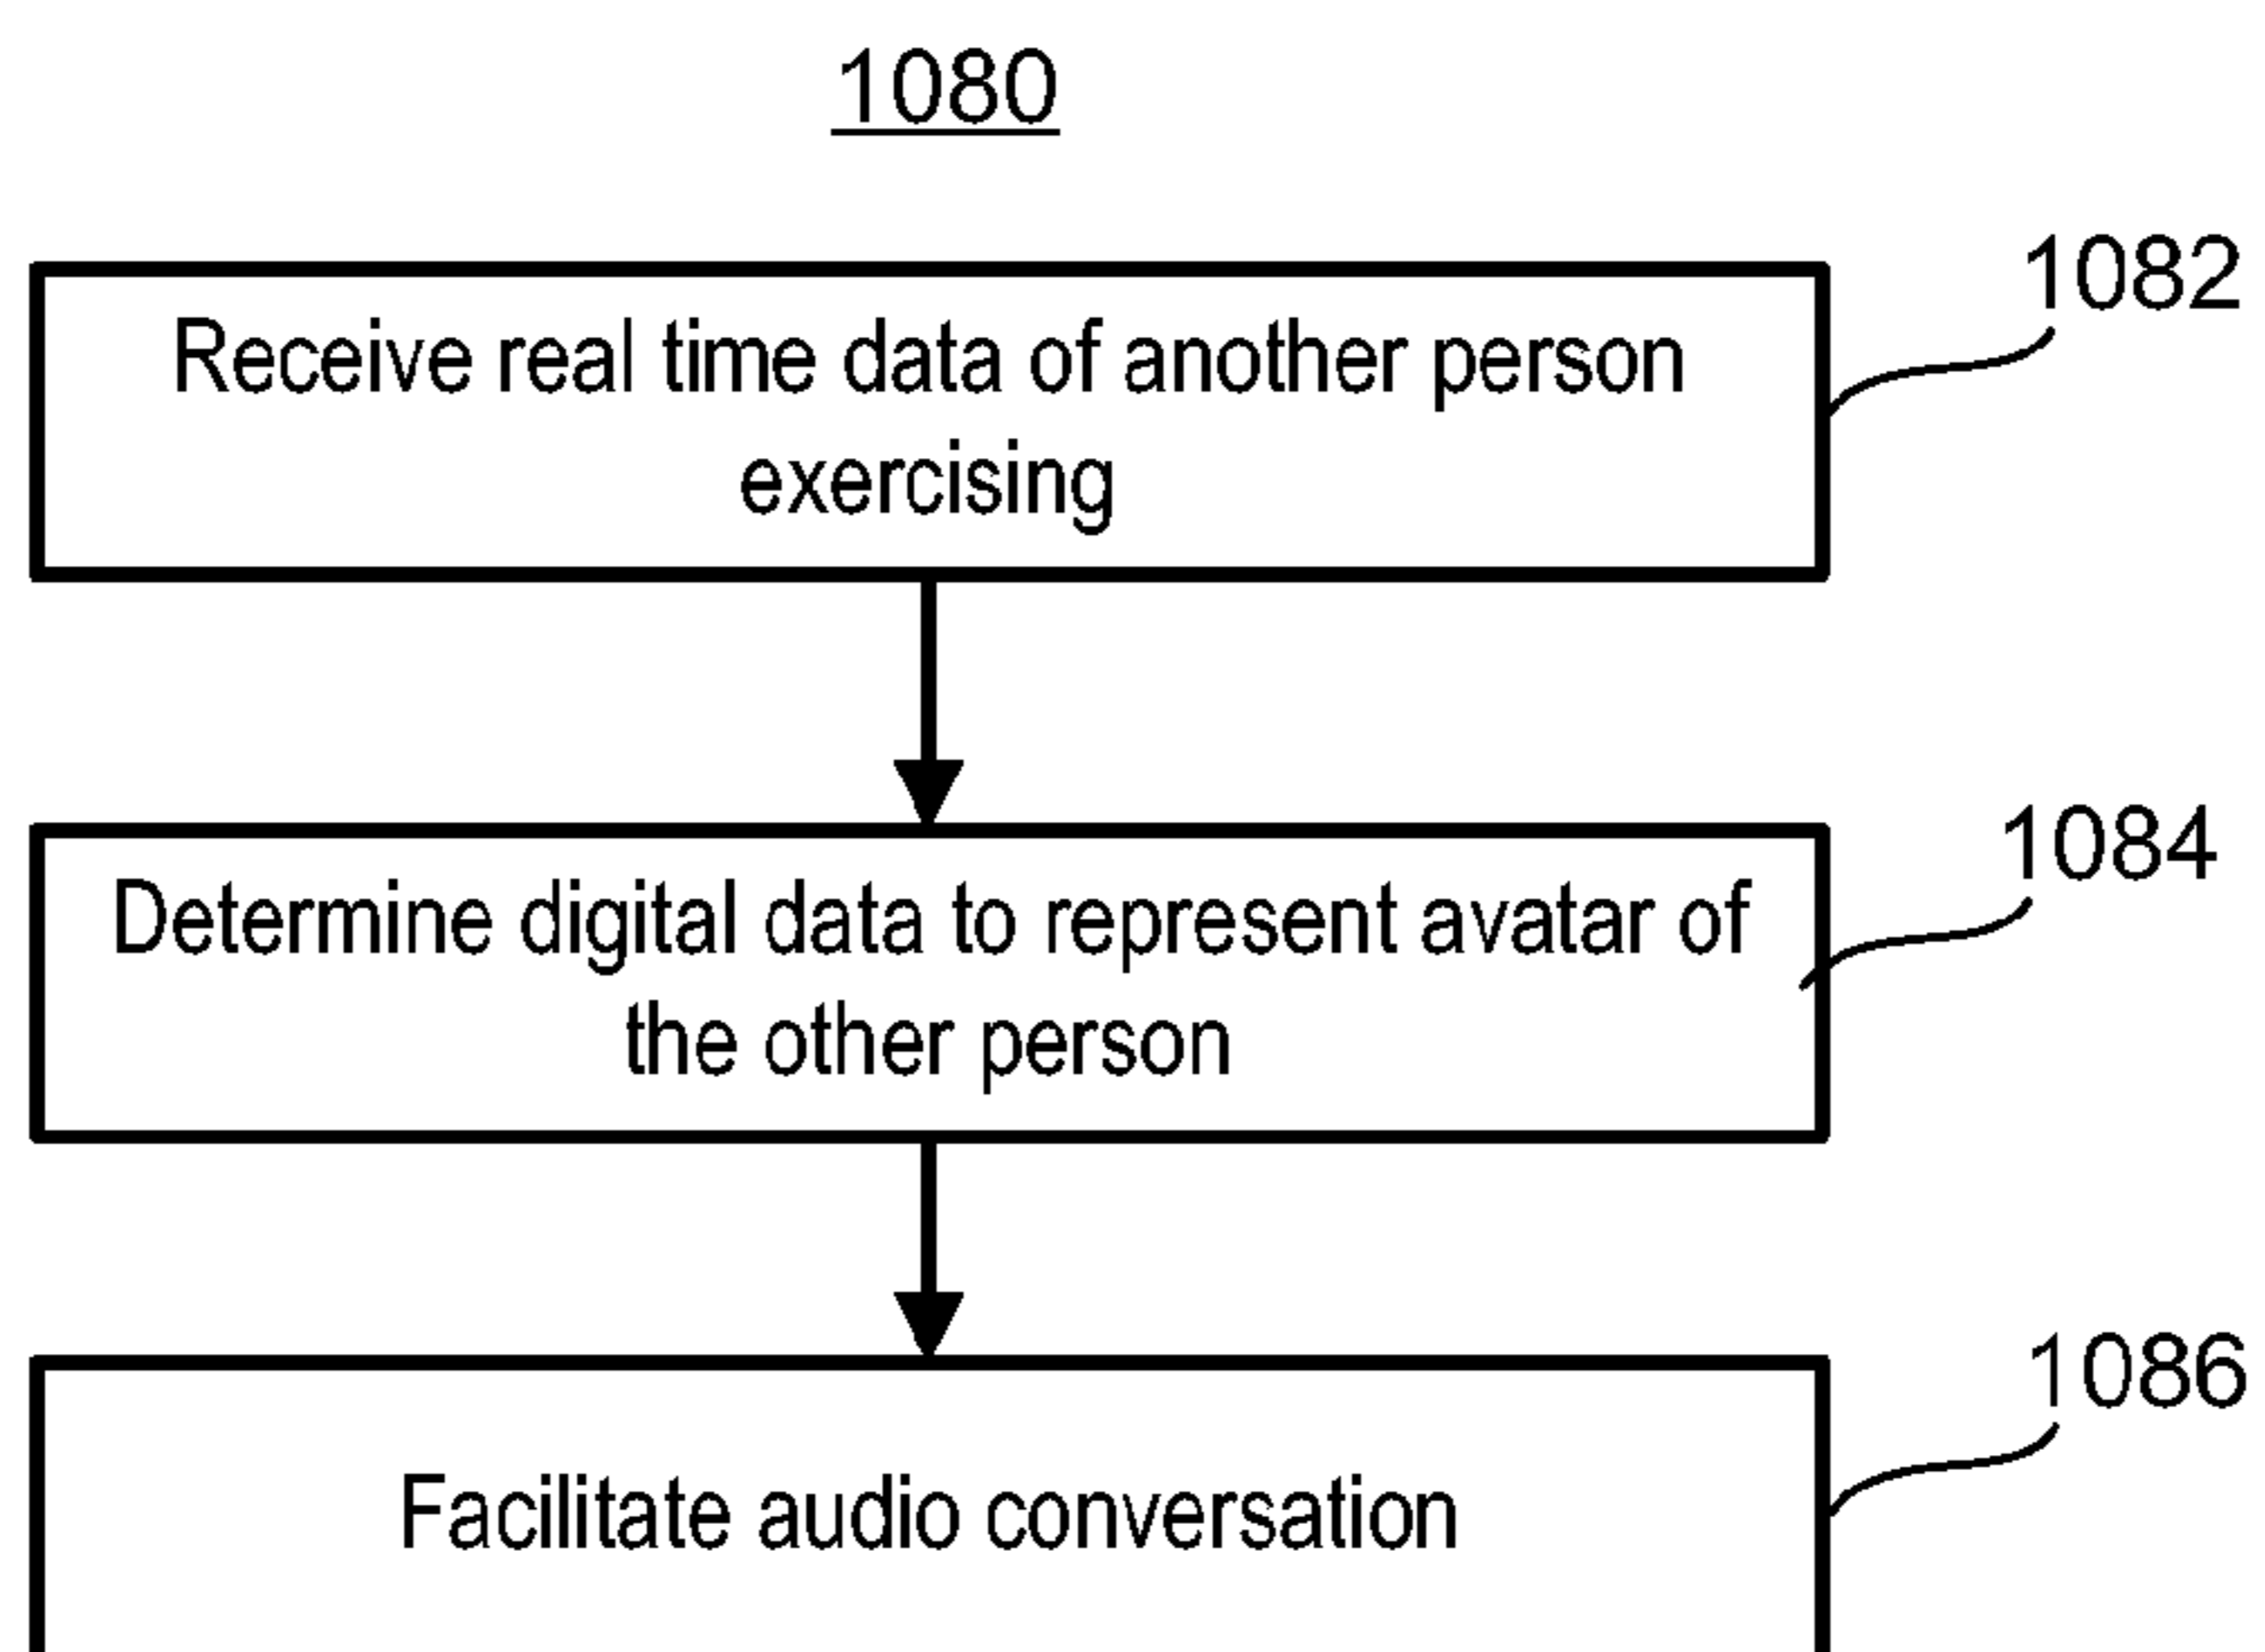 1080
1082
Receive real time data of another person
exercising
1084
Determine digital data to represent avatar of
the other person
1086
Facilitate audio conversation